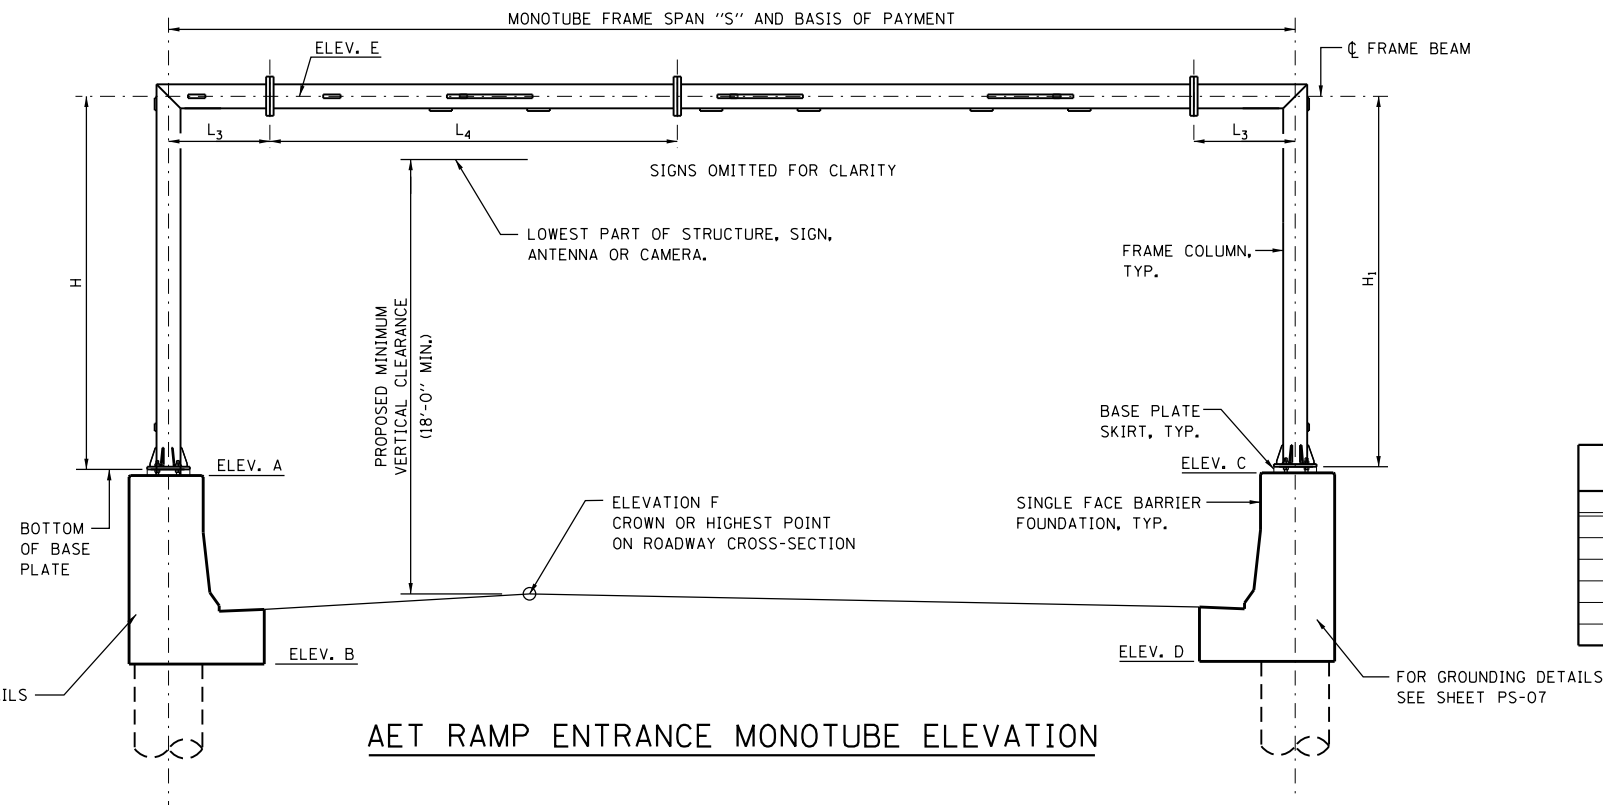 MONOTUBE FRAME SPAN "S" AND BASIS OF PAYMENT
ELEV. E
℄ FRAME BEAM
L3
L4
L3
SIGNS OMITTED FOR CLARITY
LOWEST PART OF STRUCTURE, SIGN,
ANTENNA OR CAMERA.
FRAME COLUMN,
TYP.
H
H1
PROPOSED MINIMUM
VERTICAL CLEARANCE
(18'-0" MIN.)
BASE PLATE
SKIRT, TYP.
ELEV. A
ELEV. C
BOTTOM
OF BASE
PLATE
ELEVATION F
CROWN OR HIGHEST POINT
ON ROADWAY CROSS-SECTION
SINGLE FACE BARRIER
FOUNDATION, TYP.
ELEV. B
ELEV. D
ILS
FOR GROUNDING DETAILS
SEE SHEET PS-07
AET RAMP ENTRANCE MONOTUBE ELEVATION